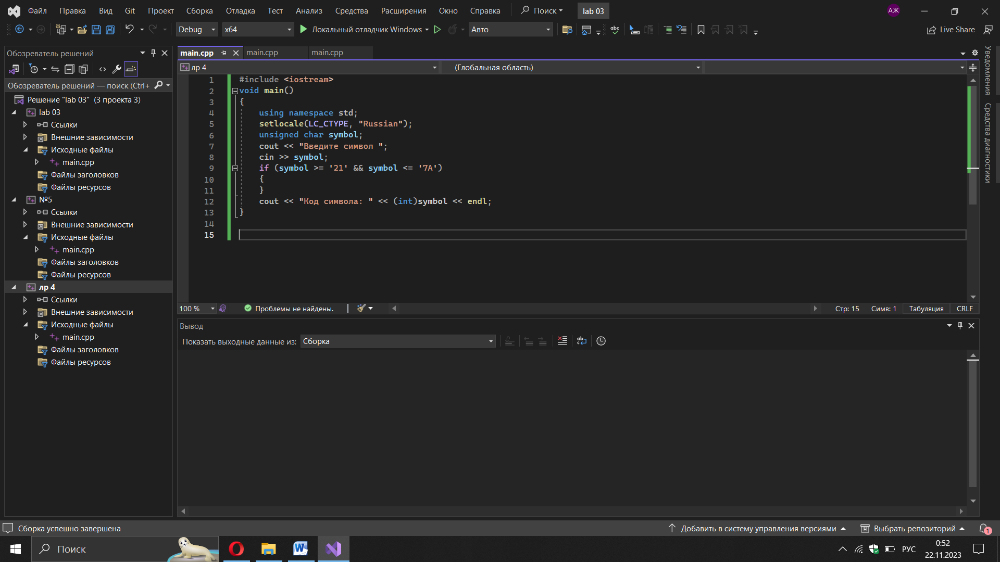 Файл Правка Вид Git Проект Сборка Отладка Тест Анализ Средства Расширения Окно Справка Поиск lab 03 АЖ
Debug x64 Локальный отладчик Windows Авто abc Live Share
Обозреватель решений
Обозреватель решений — поиск (Ctrl+
Решение "lab 03" (3 проекта 3)
lab 03
Ссылки
Внешние зависимости
Исходные файлы
main.cpp
Файлы заголовков
Файлы ресурсов
№5
Ссылки
Внешние зависимости
Исходные файлы
main.cpp
Файлы заголовков
Файлы ресурсов
лр 4
Ссылки
Внешние зависимости
Исходные файлы
main.cpp
Файлы заголовков
Файлы ресурсов
main.cpp main.cpp main.cpp
лр 4 (Глобальная область)
1 #include <iostream>
2 void main()
3 {
4 using namespace std;
5 setlocale(LC_CTYPE, "Russian");
6 unsigned char symbol;
7 cout << "Введите символ ";
8 cin >> symbol;
9 if (symbol >= '21' && symbol <= '7A')
10 {
11 }
12 cout << "Код символа: " << (int)symbol << endl;
13 }
14
15
100 % Проблемы не найдены. Стр: 15 Симв: 1 Табуляция CRLF
Вывод
Показать выходные данные из: Сборка
Уведомления
Средства диагностики
Сборка успешно завершена Добавить в систему управления версиями Выбрать репозиторий 1
Поиск РУС 0:52
22.11.2023